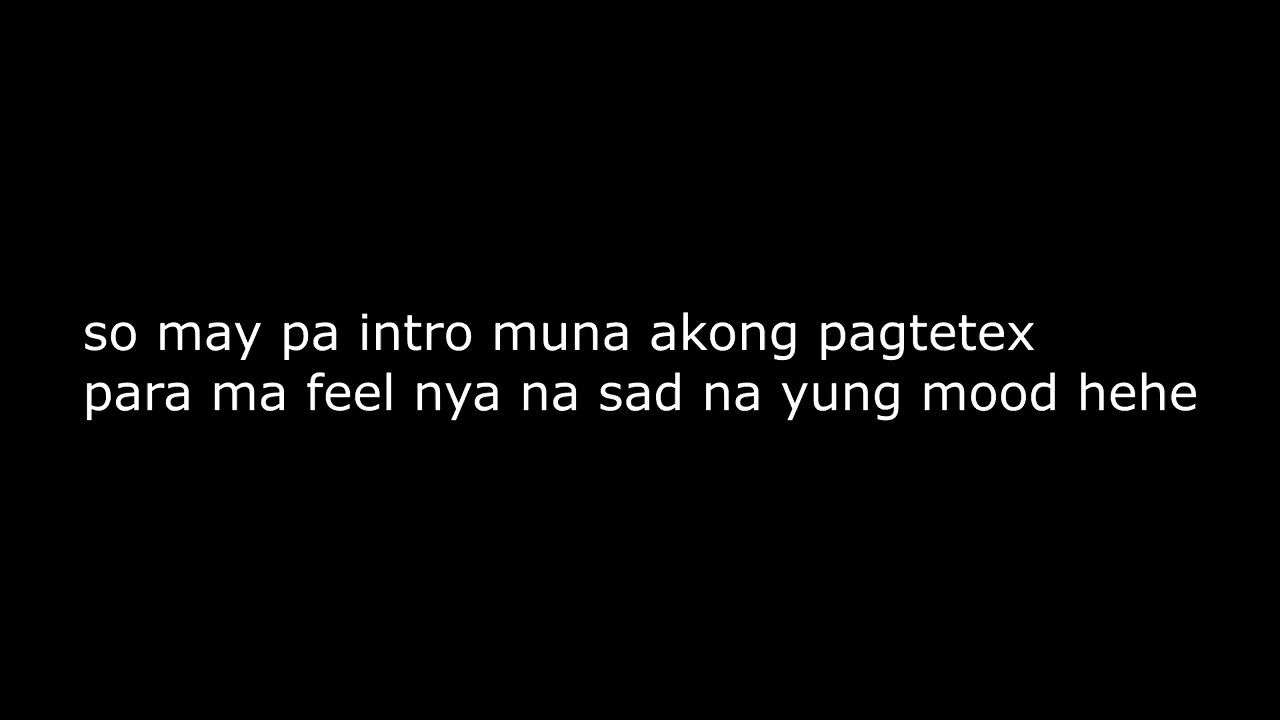 so may pa intro muna akong pagtetex
para ma feel nya na sad na yung mood hehe